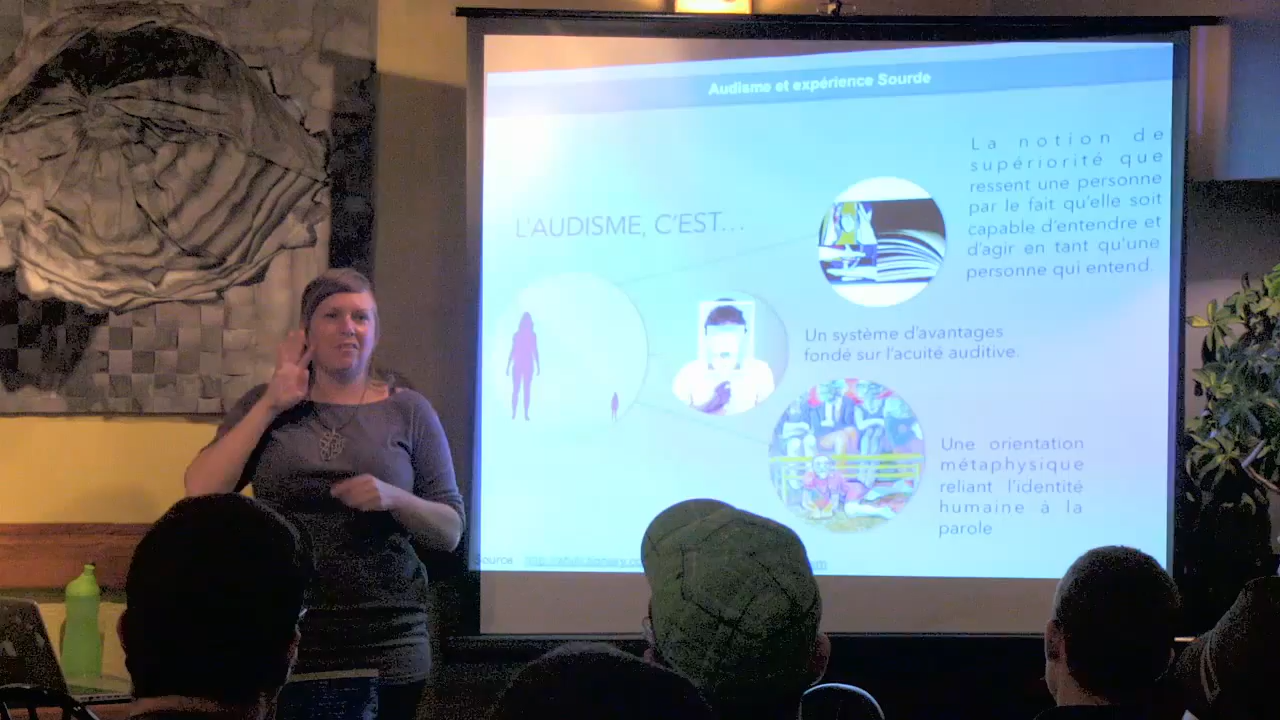 Audisme et expérience Sourde
L'AUDISME, C'EST...
La notion de
supériorité que
ressent une personne
par le fait qu'elle soit
capable d'entendre et
d'agir en tant qu'une
personne qui entend.
Un système d'avantages
fondé sur l'acuité auditive.
Une orientation
métaphysique
reliant l'identité
humaine à la
parole
Source